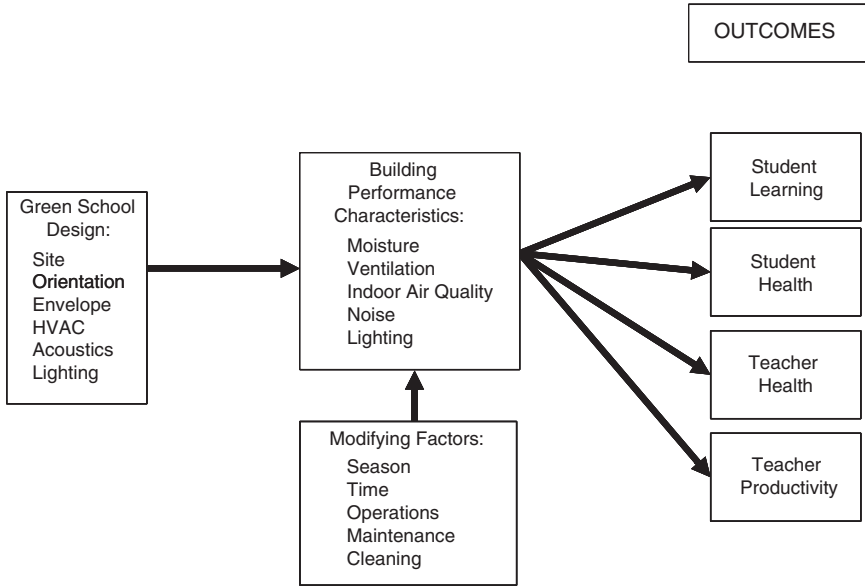 OUTCOMES
Green School
Design:
Site
Orientation
Envelope
HVAC
Acoustics
Lighting
Building
Performance
Characteristics:
Moisture
Ventilation
Indoor Air Quality
Noise
Lighting
Modifying Factors:
Season
Time
Operations
Maintenance
Cleaning
Student
Learning
Student
Health
Teacher
Health
Teacher
Productivity